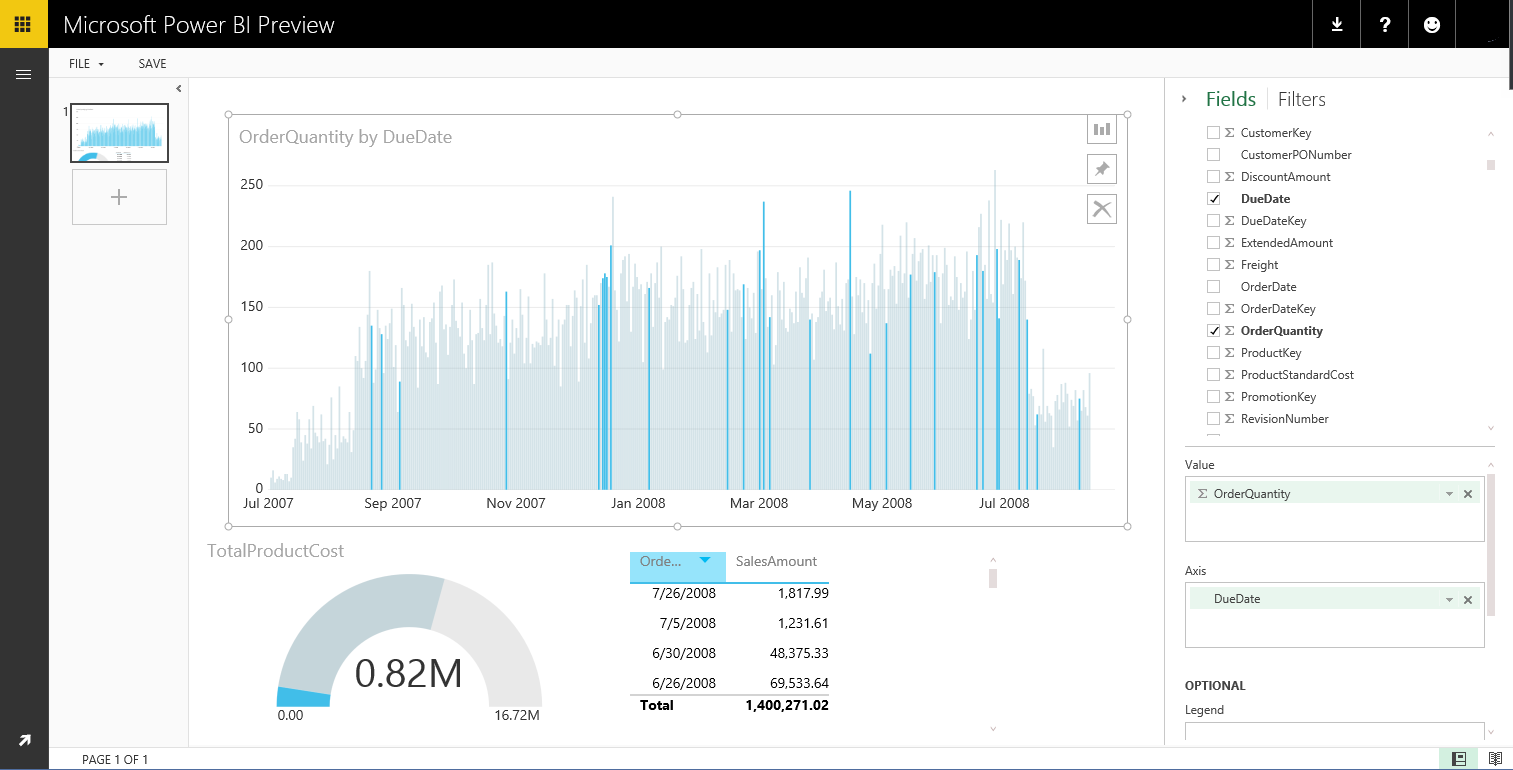 Microsoft Power BI Preview
?
FILE SAVE
1
OrderQuantity by DueDate
250
200
150
100
50
0
Jul 2007 Sep 2007 Nov 2007 Jan 2008 Mar 2008 May 2008 Jul 2008
TotalProductCost
0.82M
0.00 16.72M
Orde... SalesAmount
7/26/2008 1,817.99
7/5/2008 1,231.61
6/30/2008 48,375.33
6/26/2008 69,533.64
Total 1,400,271.02
Fields Filters
Σ CustomerKey
CustomerPONumber
Σ DiscountAmount
DueDate
Σ DueDateKey
Σ ExtendedAmount
Σ Freight
OrderDate
Σ OrderDateKey
Σ OrderQuantity
Σ ProductKey
Σ ProductStandardCost
Σ PromotionKey
Σ RevisionNumber
Value
Σ OrderQuantity
Axis
DueDate
OPTIONAL
Legend
PAGE 1 OF 1